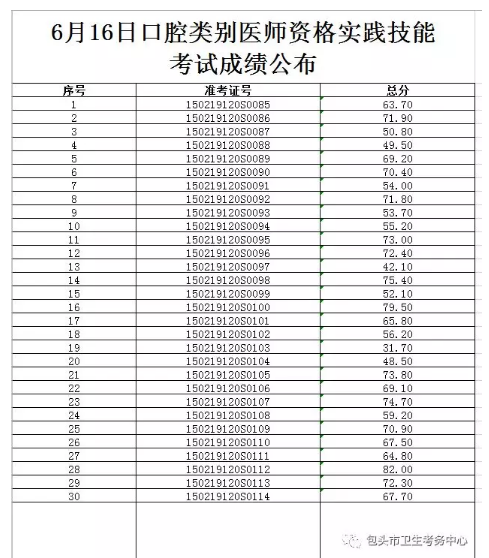 6月16日口腔类别医师资格实践技能
考试成绩公布
序号 准考证号 总分
1 150219120S0085 63.70
2 150219120S0086 71.90
3 150219120S0087 50.80
4 150219120S0088 49.50
5 150219120S0089 69.20
6 150219120S0090 70.40
7 150219120S0091 54.00
8 150219120S0092 71.80
9 150219120S0093 53.70
10 150219120S0094 55.20
11 150219120S0095 73.00
12 150219120S0096 72.40
13 150219120S0097 42.10
14 150219120S0098 75.40
15 150219120S0099 52.10
16 150219120S0100 79.50
17 150219120S0101 65.80
18 150219120S0102 56.20
19 150219120S0103 31.70
20 150219120S0104 48.50
21 150219120S0105 73.80
22 150219120S0106 69.10
23 150219120S0107 74.70
24 150219120S0108 59.20
25 150219120S0109 70.90
26 150219120S0110 67.50
27 150219120S0111 64.80
28 150219120S0112 82.00
29 150219120S0113 72.30
30 150219120S0114 67.70
包头市卫生考务中心